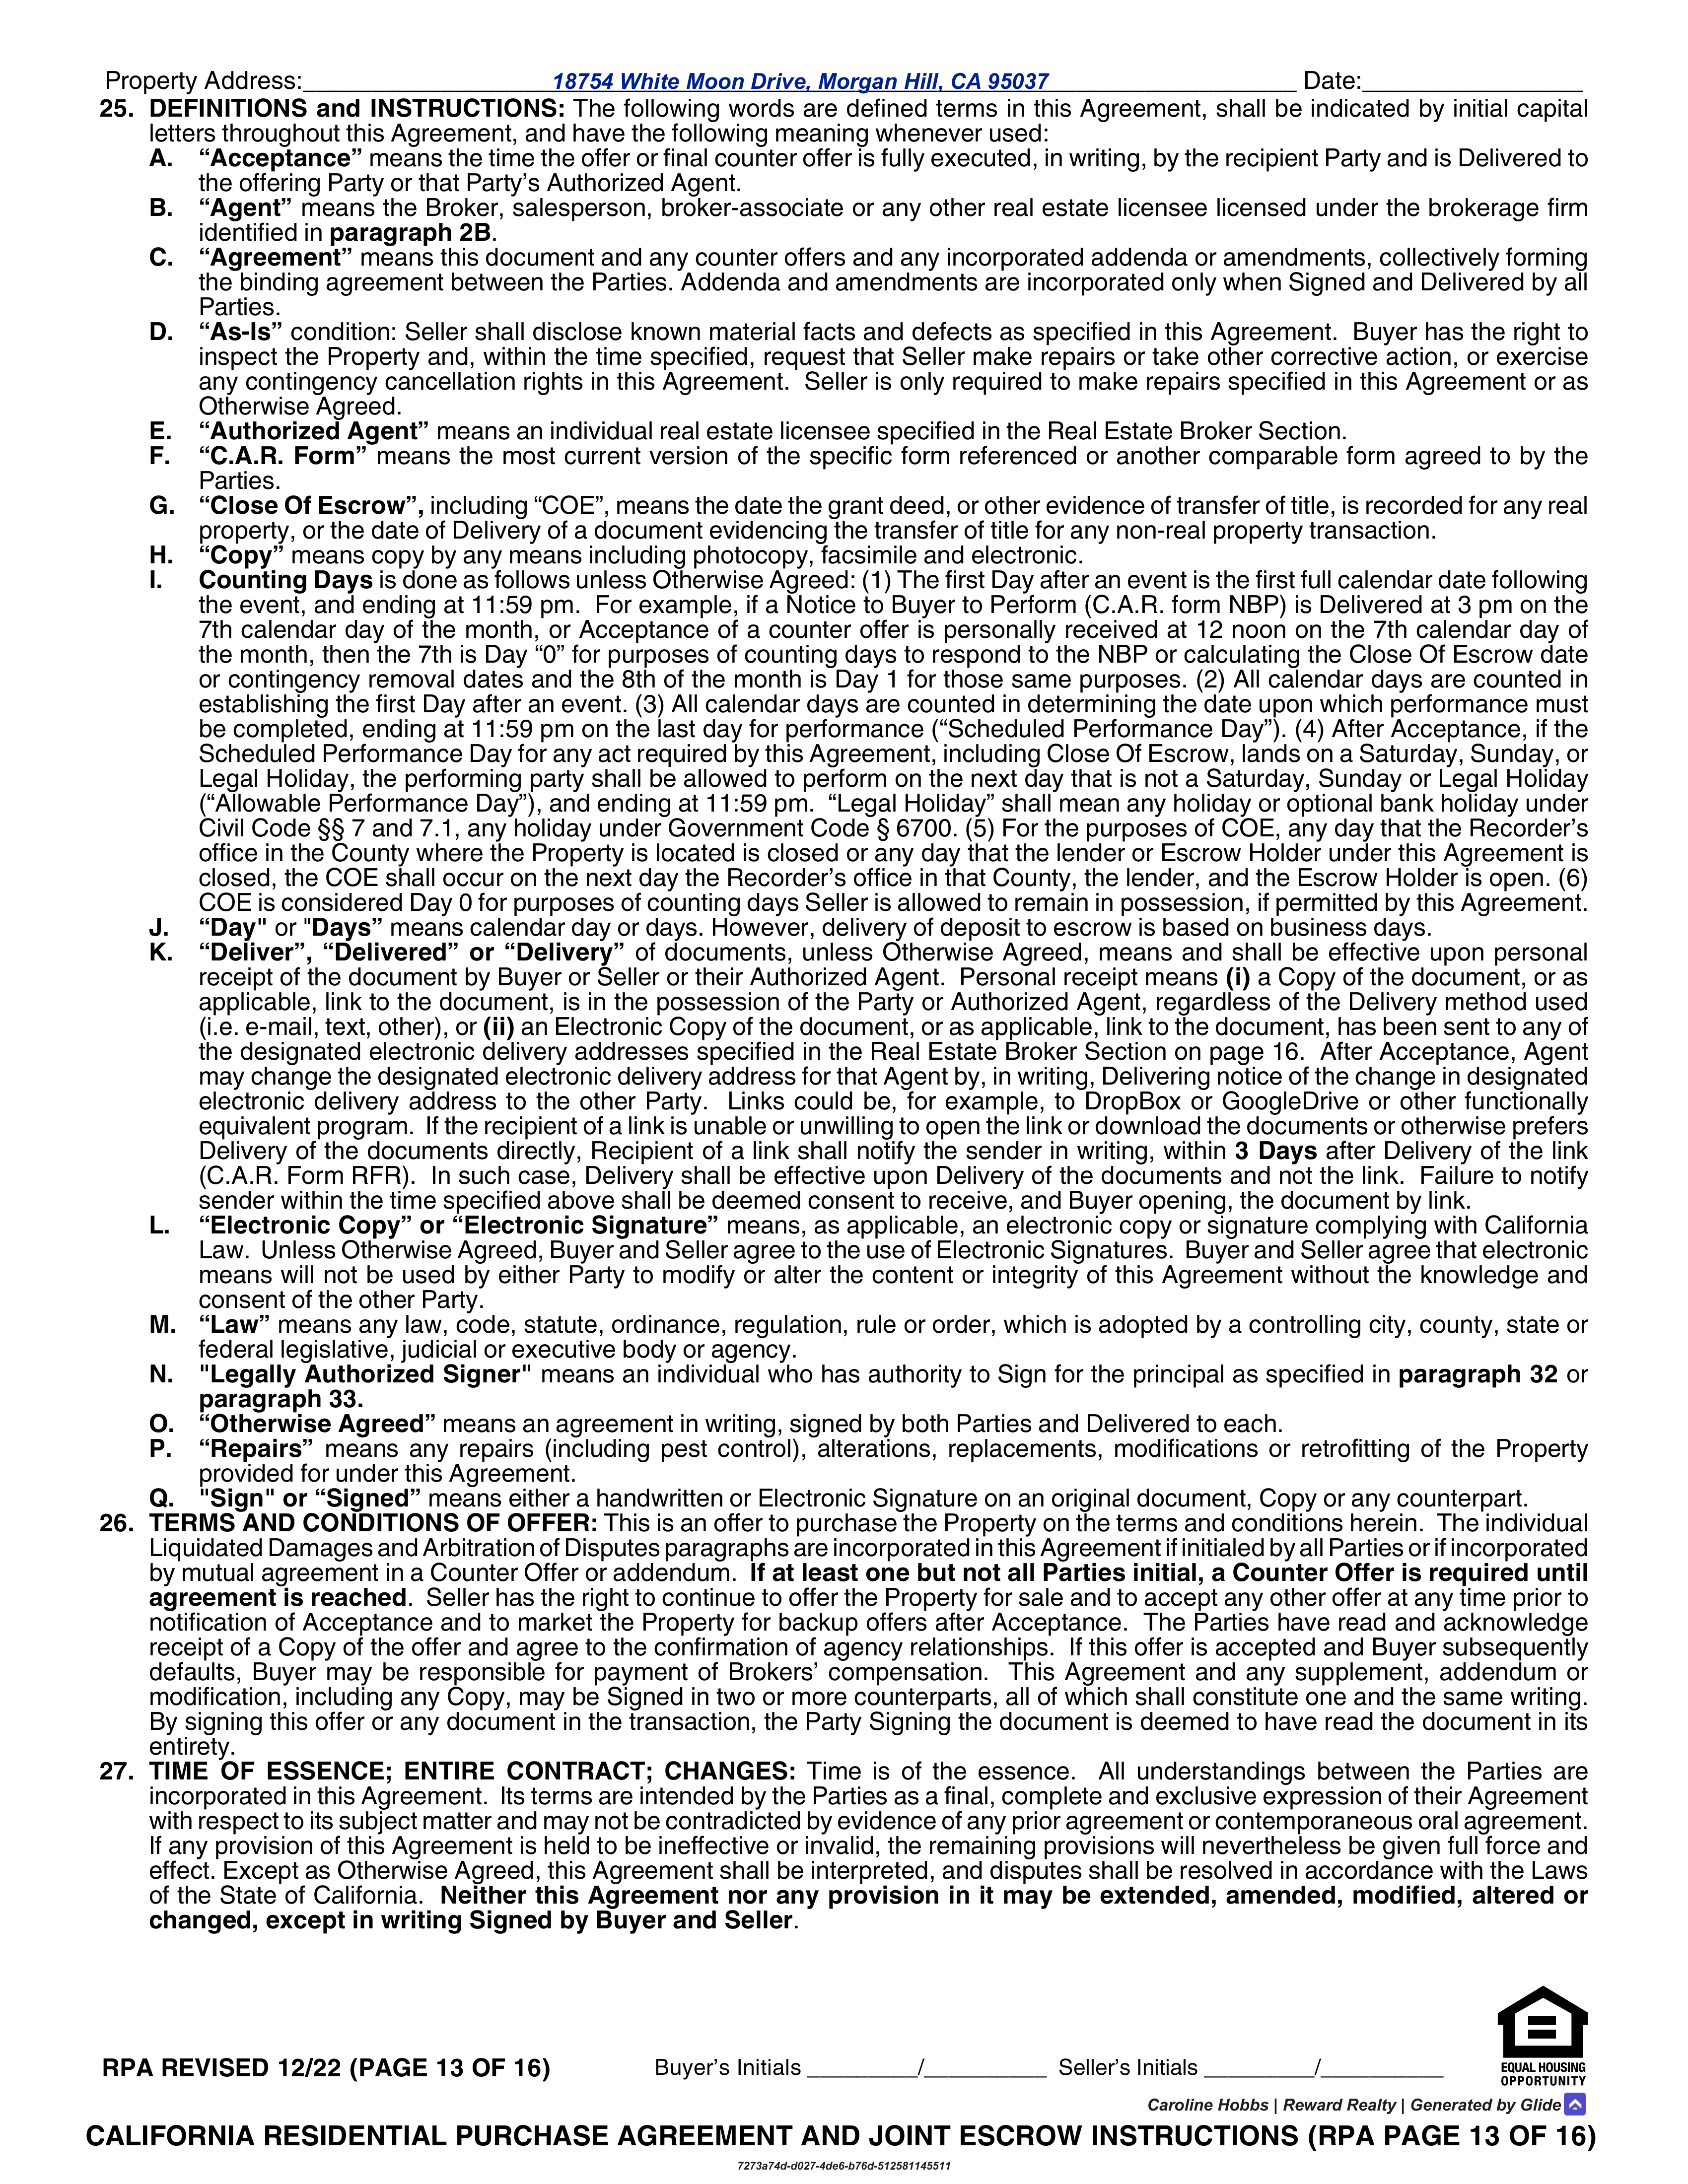 Property Address: 18754 White Moon Drive, Morgan Hill, CA 95037 Date:
25. DEFINITIONS and INSTRUCTIONS: The following words are defined terms in this Agreement, shall be indicated by initial capital
letters throughout this Agreement, and have the following meaning whenever used:
A. “Acceptance” means the time the offer or final counter offer is fully executed, in writing, by the recipient Party and is Delivered to
the offering Party or that Party’s Authorized Agent.
B. “Agent” means the Broker, salesperson, broker-associate or any other real estate licensee licensed under the brokerage firm
identified in paragraph 2B.
C. “Agreement” means this document and any counter offers and any incorporated addenda or amendments, collectively forming
the binding agreement between the Parties. Addenda and amendments are incorporated only when Signed and Delivered by all
Parties.
D. “As-Is” condition: Seller shall disclose known material facts and defects as specified in this Agreement. Buyer has the right to
inspect the Property and, within the time specified, request that Seller make repairs or take other corrective action, or exercise
any contingency cancellation rights in this Agreement. Seller is only required to make repairs specified in this Agreement or as
Otherwise Agreed.
E. “Authorized Agent” means an individual real estate licensee specified in the Real Estate Broker Section.
F. “C.A.R. Form” means the most current version of the specific form referenced or another comparable form agreed to by the
Parties.
G. “Close Of Escrow”, including “COE”, means the date the grant deed, or other evidence of transfer of title, is recorded for any real
property, or the date of Delivery of a document evidencing the transfer of title for any non-real property transaction.
H. “Copy” means copy by any means including photocopy, facsimile and electronic.
I. Counting Days is done as follows unless Otherwise Agreed: (1) The first Day after an event is the first full calendar date following
the event, and ending at 11:59 pm. For example, if a Notice to Buyer to Perform (C.A.R. form NBP) is Delivered at 3 pm on the
7th calendar day of the month, or Acceptance of a counter offer is personally received at 12 noon on the 7th calendar day of
the month, then the 7th is Day “0” for purposes of counting days to respond to the NBP or calculating the Close Of Escrow date
or contingency removal dates and the 8th of the month is Day 1 for those same purposes. (2) All calendar days are counted in
establishing the first Day after an event. (3) All calendar days are counted in determining the date upon which performance must
be completed, ending at 11:59 pm on the last day for performance (“Scheduled Performance Day”). (4) After Acceptance, if the
Scheduled Performance Day for any act required by this Agreement, including Close Of Escrow, lands on a Saturday, Sunday, or
Legal Holiday, the performing party shall be allowed to perform on the next day that is not a Saturday, Sunday or Legal Holiday
(“Allowable Performance Day”), and ending at 11:59 pm. “Legal Holiday” shall mean any holiday or optional bank holiday under
Civil Code §§ 7 and 7.1, any holiday under Government Code § 6700. (5) For the purposes of COE, any day that the Recorder’s
office in the County where the Property is located is closed or any day that the lender or Escrow Holder under this Agreement is
closed, the COE shall occur on the next day the Recorder’s office in that County, the lender, and the Escrow Holder is open. (6)
COE is considered Day 0 for purposes of counting days Seller is allowed to remain in possession, if permitted by this Agreement.
J. “Day" or "Days” means calendar day or days. However, delivery of deposit to escrow is based on business days.
K. “Deliver”, “Delivered” or “Delivery” of documents, unless Otherwise Agreed, means and shall be effective upon personal
receipt of the document by Buyer or Seller or their Authorized Agent. Personal receipt means (i) a Copy of the document, or as
applicable, link to the document, is in the possession of the Party or Authorized Agent, regardless of the Delivery method used
(i.e. e-mail, text, other), or (ii) an Electronic Copy of the document, or as applicable, link to the document, has been sent to any of
the designated electronic delivery addresses specified in the Real Estate Broker Section on page 16. After Acceptance, Agent
may change the designated electronic delivery address for that Agent by, in writing, Delivering notice of the change in designated
electronic delivery address to the other Party. Links could be, for example, to DropBox or GoogleDrive or other functionally
equivalent program. If the recipient of a link is unable or unwilling to open the link or download the documents or otherwise prefers
Delivery of the documents directly, Recipient of a link shall notify the sender in writing, within 3 Days after Delivery of the link
(C.A.R. Form RFR). In such case, Delivery shall be effective upon Delivery of the documents and not the link. Failure to notify
sender within the time specified above shall be deemed consent to receive, and Buyer opening, the document by link.
L. “Electronic Copy” or “Electronic Signature” means, as applicable, an electronic copy or signature complying with California
Law. Unless Otherwise Agreed, Buyer and Seller agree to the use of Electronic Signatures. Buyer and Seller agree that electronic
means will not be used by either Party to modify or alter the content or integrity of this Agreement without the knowledge and
consent of the other Party.
M. “Law” means any law, code, statute, ordinance, regulation, rule or order, which is adopted by a controlling city, county, state or
federal legislative, judicial or executive body or agency.
N. "Legally Authorized Signer" means an individual who has authority to Sign for the principal as specified in paragraph 32 or
paragraph 33.
O. “Otherwise Agreed” means an agreement in writing, signed by both Parties and Delivered to each.
P. “Repairs” means any repairs (including pest control), alterations, replacements, modifications or retrofitting of the Property
provided for under this Agreement.
Q. "Sign" or “Signed” means either a handwritten or Electronic Signature on an original document, Copy or any counterpart.
26. TERMS AND CONDITIONS OF OFFER: This is an offer to purchase the Property on the terms and conditions herein. The individual
Liquidated Damages and Arbitration of Disputes paragraphs are incorporated in this Agreement if initialed by all Parties or if incorporated
by mutual agreement in a Counter Offer or addendum. If at least one but not all Parties initial, a Counter Offer is required until
agreement is reached. Seller has the right to continue to offer the Property for sale and to accept any other offer at any time prior to
notification of Acceptance and to market the Property for backup offers after Acceptance. The Parties have read and acknowledge
receipt of a Copy of the offer and agree to the confirmation of agency relationships. If this offer is accepted and Buyer subsequently
defaults, Buyer may be responsible for payment of Brokers’ compensation. This Agreement and any supplement, addendum or
modification, including any Copy, may be Signed in two or more counterparts, all of which shall constitute one and the same writing.
By signing this offer or any document in the transaction, the Party Signing the document is deemed to have read the document in its
entirety.
27. TIME OF ESSENCE; ENTIRE CONTRACT; CHANGES: Time is of the essence. All understandings between the Parties are
incorporated in this Agreement. Its terms are intended by the Parties as a final, complete and exclusive expression of their Agreement
with respect to its subject matter and may not be contradicted by evidence of any prior agreement or contemporaneous oral agreement.
If any provision of this Agreement is held to be ineffective or invalid, the remaining provisions will nevertheless be given full force and
effect. Except as Otherwise Agreed, this Agreement shall be interpreted, and disputes shall be resolved in accordance with the Laws
of the State of California. Neither this Agreement nor any provision in it may be extended, amended, modified, altered or
changed, except in writing Signed by Buyer and Seller.
RPA REVISED 12/22 (PAGE 13 OF 16) Buyer’s Initials ________/_________ Seller’s Initials ________/_________
EQUAL HOUSING
OPPORTUNITY
Caroline Hobbs | Reward Realty | Generated by Glide
CALIFORNIA RESIDENTIAL PURCHASE AGREEMENT AND JOINT ESCROW INSTRUCTIONS (RPA PAGE 13 OF 16)
7273a74d-d027-4de6-b76d-512581145511